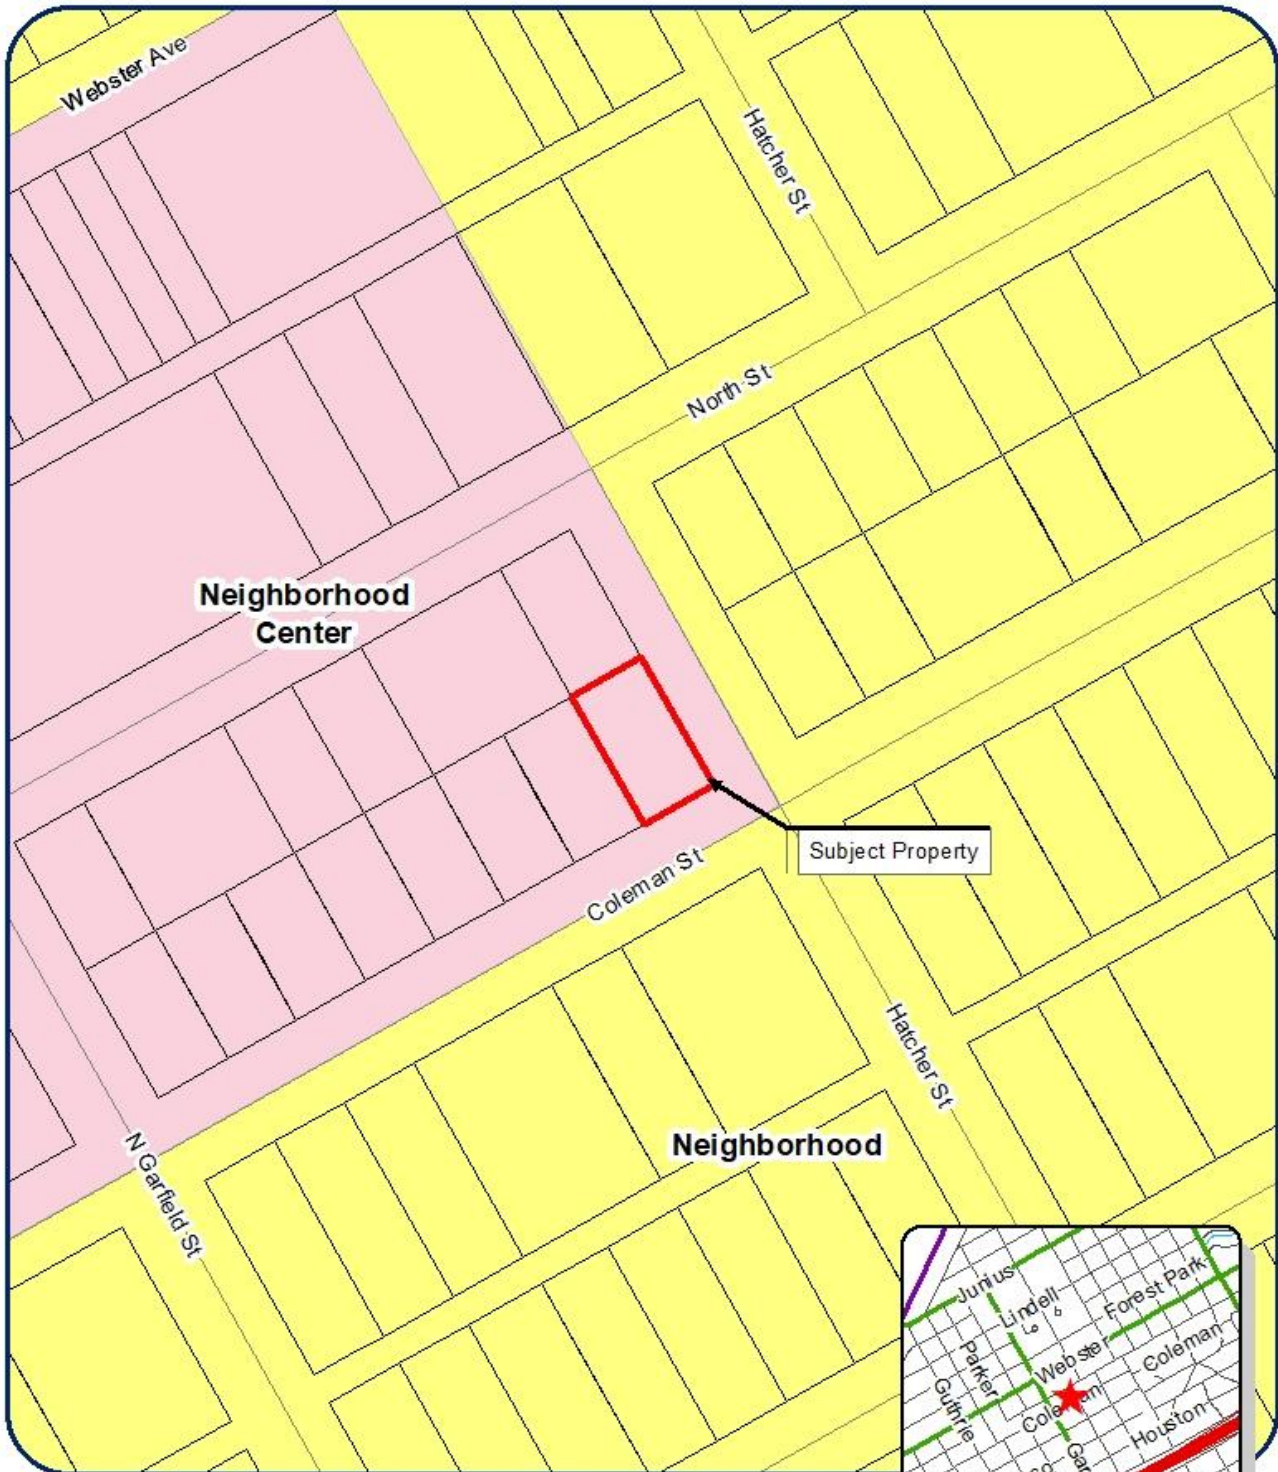 Webster Ave
Hatcher St
North St
Neighborhood
Center
Subject Property
Coleman St
Hatcher St
N Garfield St
Neighborhood
Junius
Lindell
Forest Park
Parker
Webster
Coleman
Guthrie
Houston